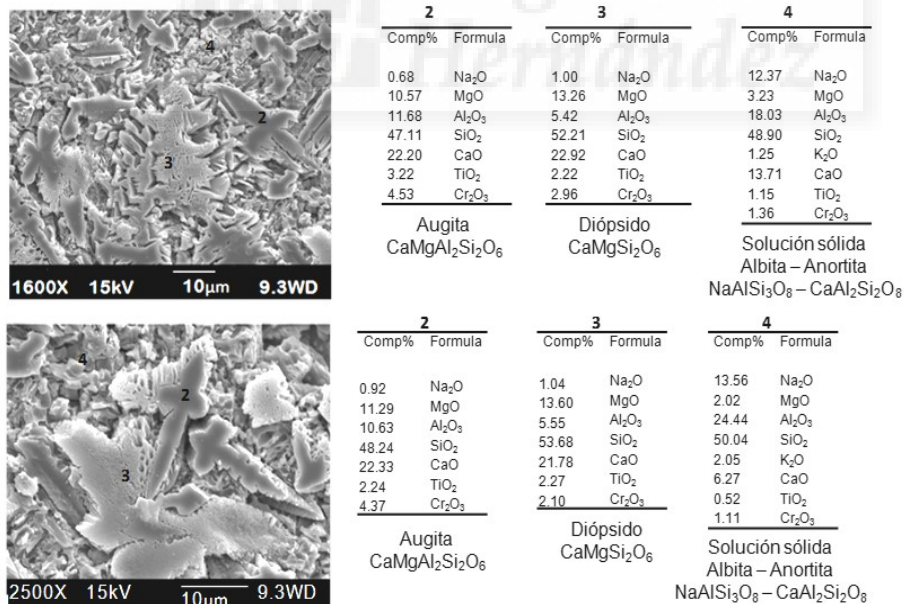 Hernández
4
2
3
1600X 15kV 10µm 9.3WD
2
Comp% Formula
0.68 Na₂O
10.57 MgO
11.68 Al₂O₃
47.11 SiO₂
22.20 CaO
3.22 TiO₂
4.53 Cr₂O₃
Augita
CaMgAl₂Si₂O₆
3
Comp% Formula
1.00 Na₂O
13.26 MgO
5.42 Al₂O₃
52.21 SiO₂
22.92 CaO
2.22 TiO₂
2.96 Cr₂O₃
Diópsido
CaMgSi₂O₆
4
Comp% Formula
12.37 Na₂O
3.23 MgO
18.03 Al₂O₃
48.90 SiO₂
1.25 K₂O
13.71 CaO
1.15 TiO₂
1.36 Cr₂O₃
Solución sólida
Albita – Anortita
NaAlSi₃O₈ – CaAl₂Si₂O₈
4
2
3
2500X 15kV 10µm 9.3WD
2
Comp% Formula
0.92 Na₂O
11.29 MgO
10.63 Al₂O₃
48.24 SiO₂
22.33 CaO
2.24 TiO₂
4.37 Cr₂O₃
Augita
CaMgAl₂Si₂O₆
3
Comp% Formula
1.04 Na₂O
13.60 MgO
5.55 Al₂O₃
53.68 SiO₂
21.78 CaO
2.27 TiO₂
2.10 Cr₂O₃
Diópsido
CaMgSi₂O₆
4
Comp% Formula
13.56 Na₂O
2.02 MgO
24.44 Al₂O₃
50.04 SiO₂
2.05 K₂O
6.27 CaO
0.52 TiO₂
1.11 Cr₂O₃
Solución sólida
Albita – Anortita
NaAlSi₃O₈ – CaAl₂Si₂O₈